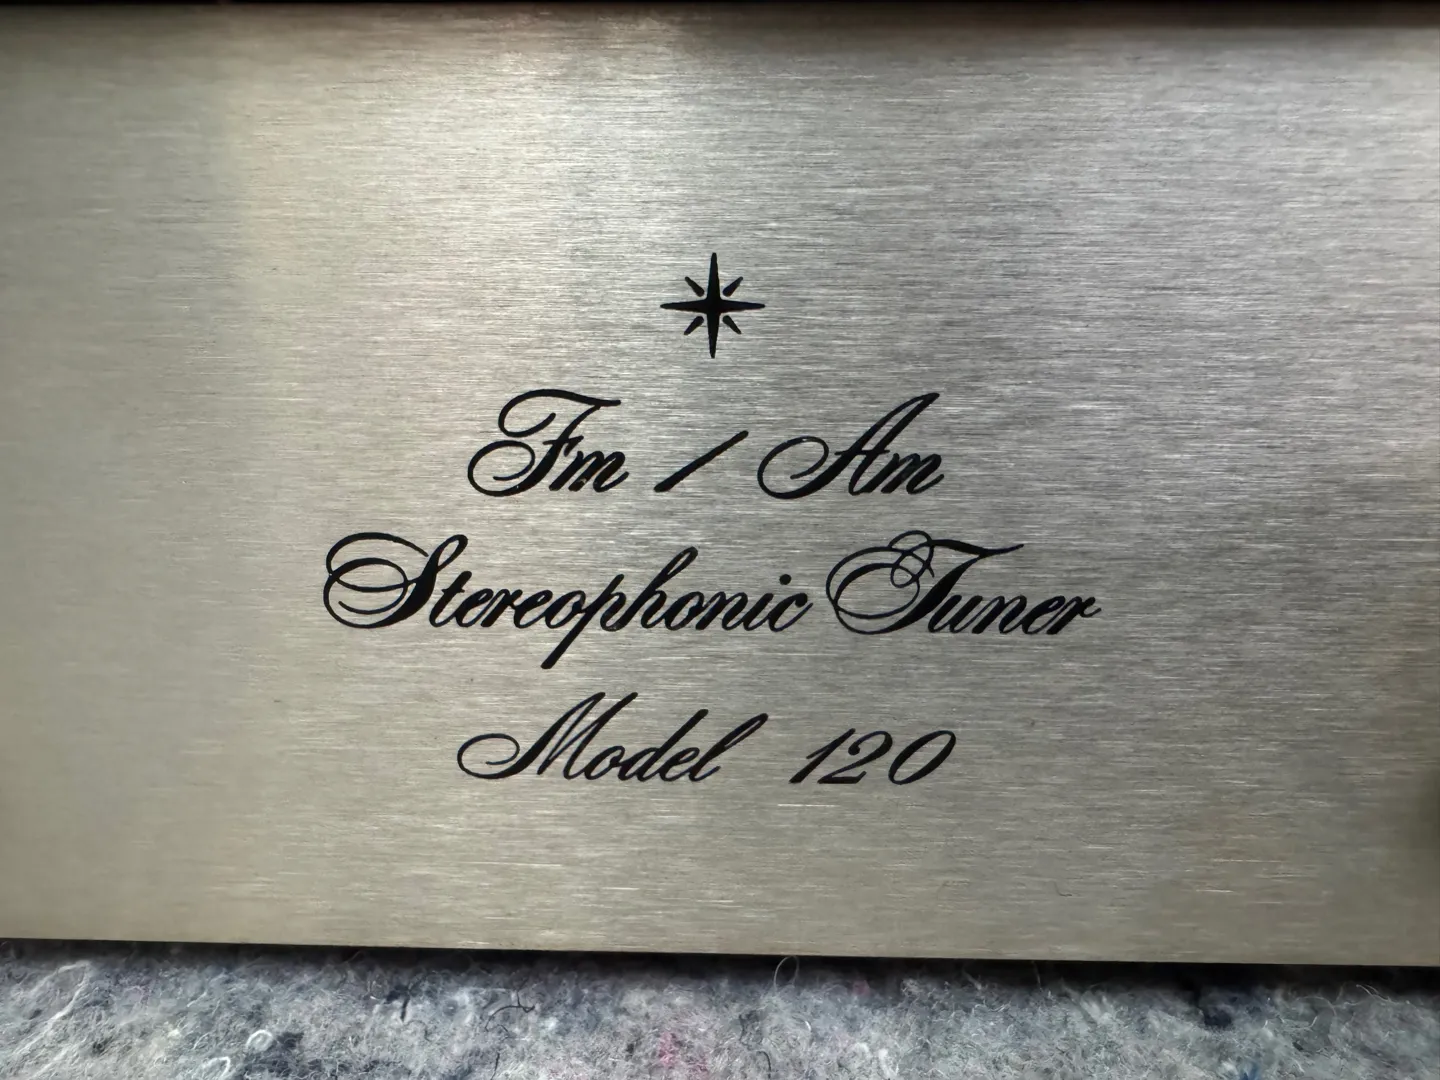 Fm / Am
Stereophonic Tuner
Model 120